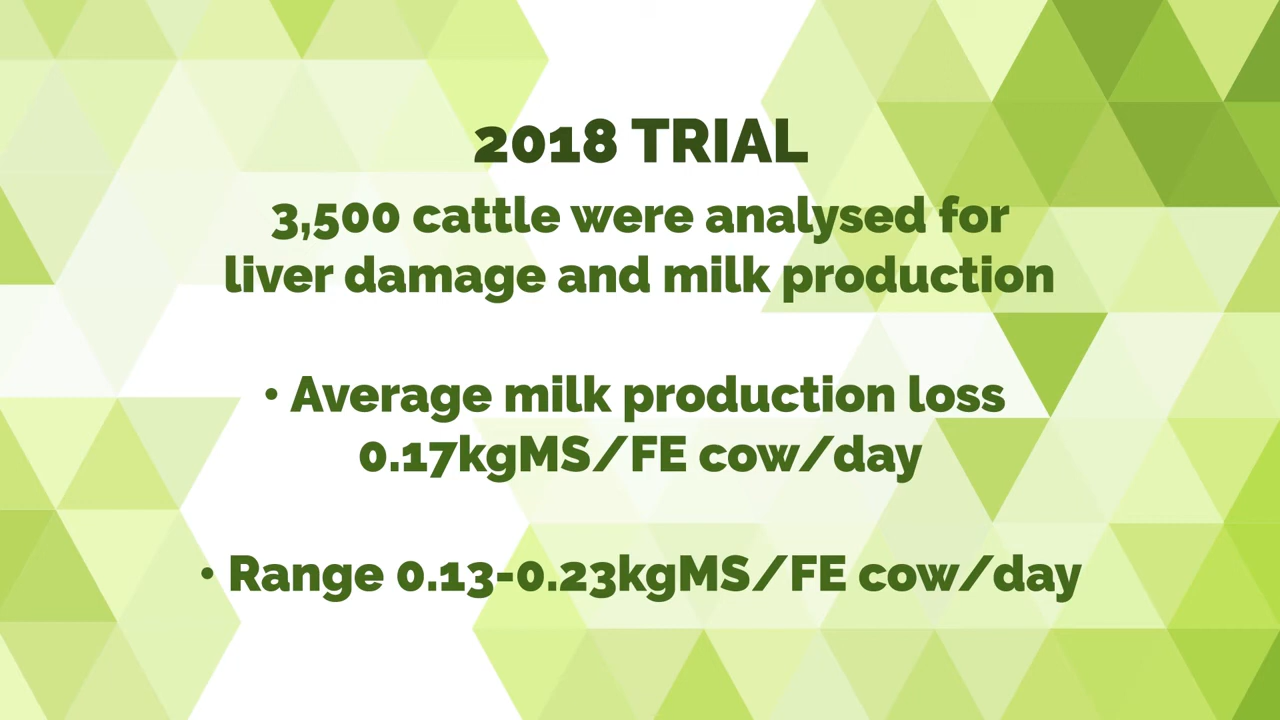 2018 TRIAL
3,500 cattle were analysed for
liver damage and milk production
• Average milk production loss
0.17kgMS/FE cow/day
• Range 0.13-0.23kgMS/FE cow/day